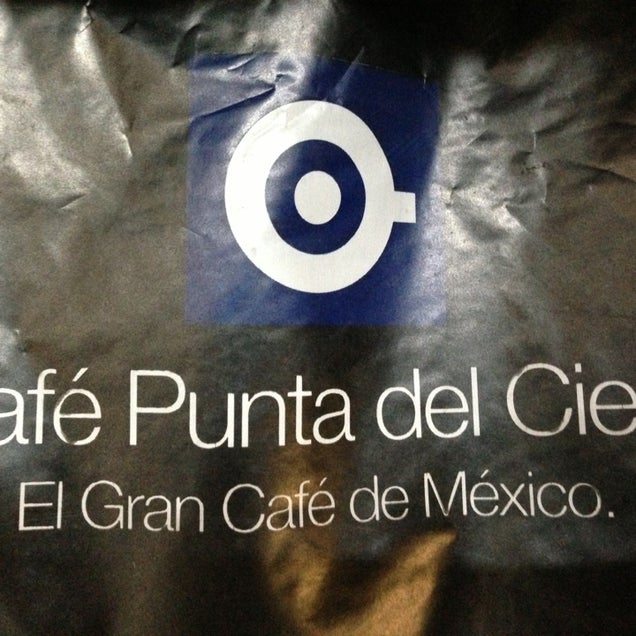 afé Punta del Cie
El Gran Café de México.